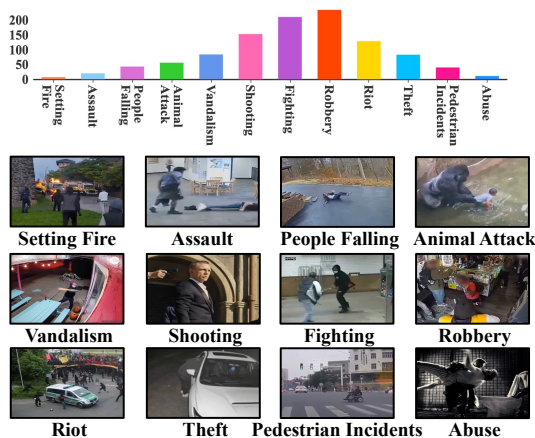 200
150
100
50
0
Setting Fire
Assault
People Falling
Animal Attack
Vandalism
Shooting
Fighting
Robbery
Riot
Theft
Pedestrian Incidents
Abuse
Setting Fire Assault People Falling Animal Attack
Vandalism Shooting Fighting Robbery
Riot Theft Pedestrian Incidents Abuse